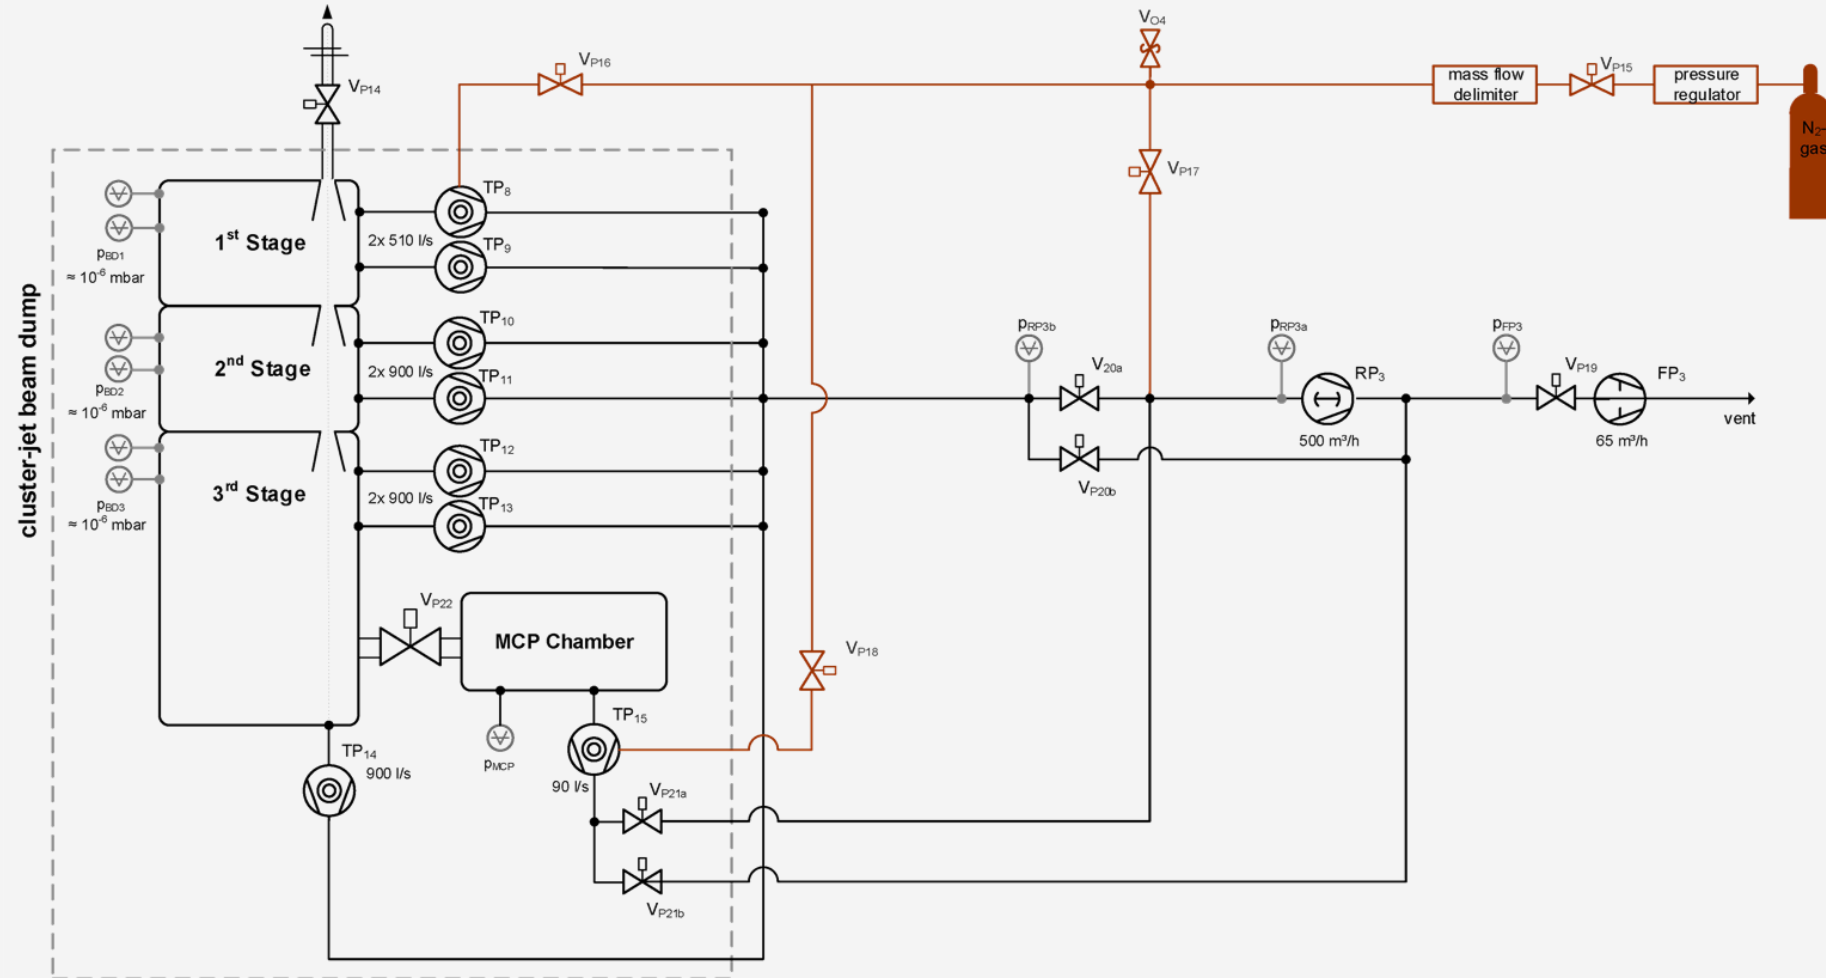 V_O4
V_P16
V_P14
mass flow
delimiter
V_P15
pressure
regulator
N₂-
gas
V_P17
TP₈
1ˢᵗ Stage
2x 510 l/s
TP₉
p_BD1
≈ 10⁻⁶ mbar
cluster-jet beam dump
TP₁₀
2ⁿᵈ Stage
2x 900 l/s
TP₁₁
p_BD2
≈ 10⁻⁶ mbar
p_RP3b
V_20a
p_RP3a
RP₃
500 m³/h
p_FP3
V_P19
FP₃
65 m³/h
vent
V_P20b
TP₁₂
3ʳᵈ Stage
2x 900 l/s
TP₁₃
p_BD3
≈ 10⁻⁶ mbar
V_P22
MCP Chamber
V_P18
TP₁₅
p_MCP
90 l/s
TP₁₄
900 l/s
V_P21a
V_P21b